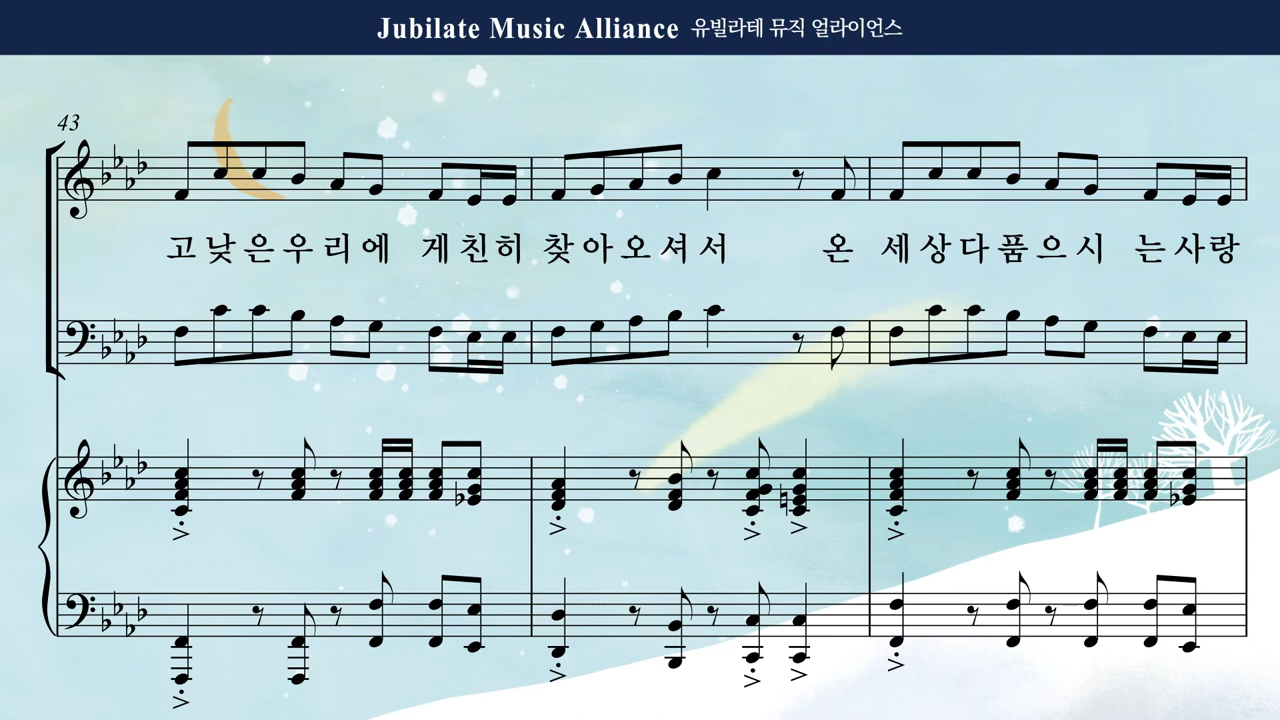 Jubilate Music Alliance 유빌라테 뮤직 얼라이언스
43
고 낮 은 우 리 에 게 친 히 찾 아 오 셔 서 온 세 상 다 품 으 시 는 사 랑